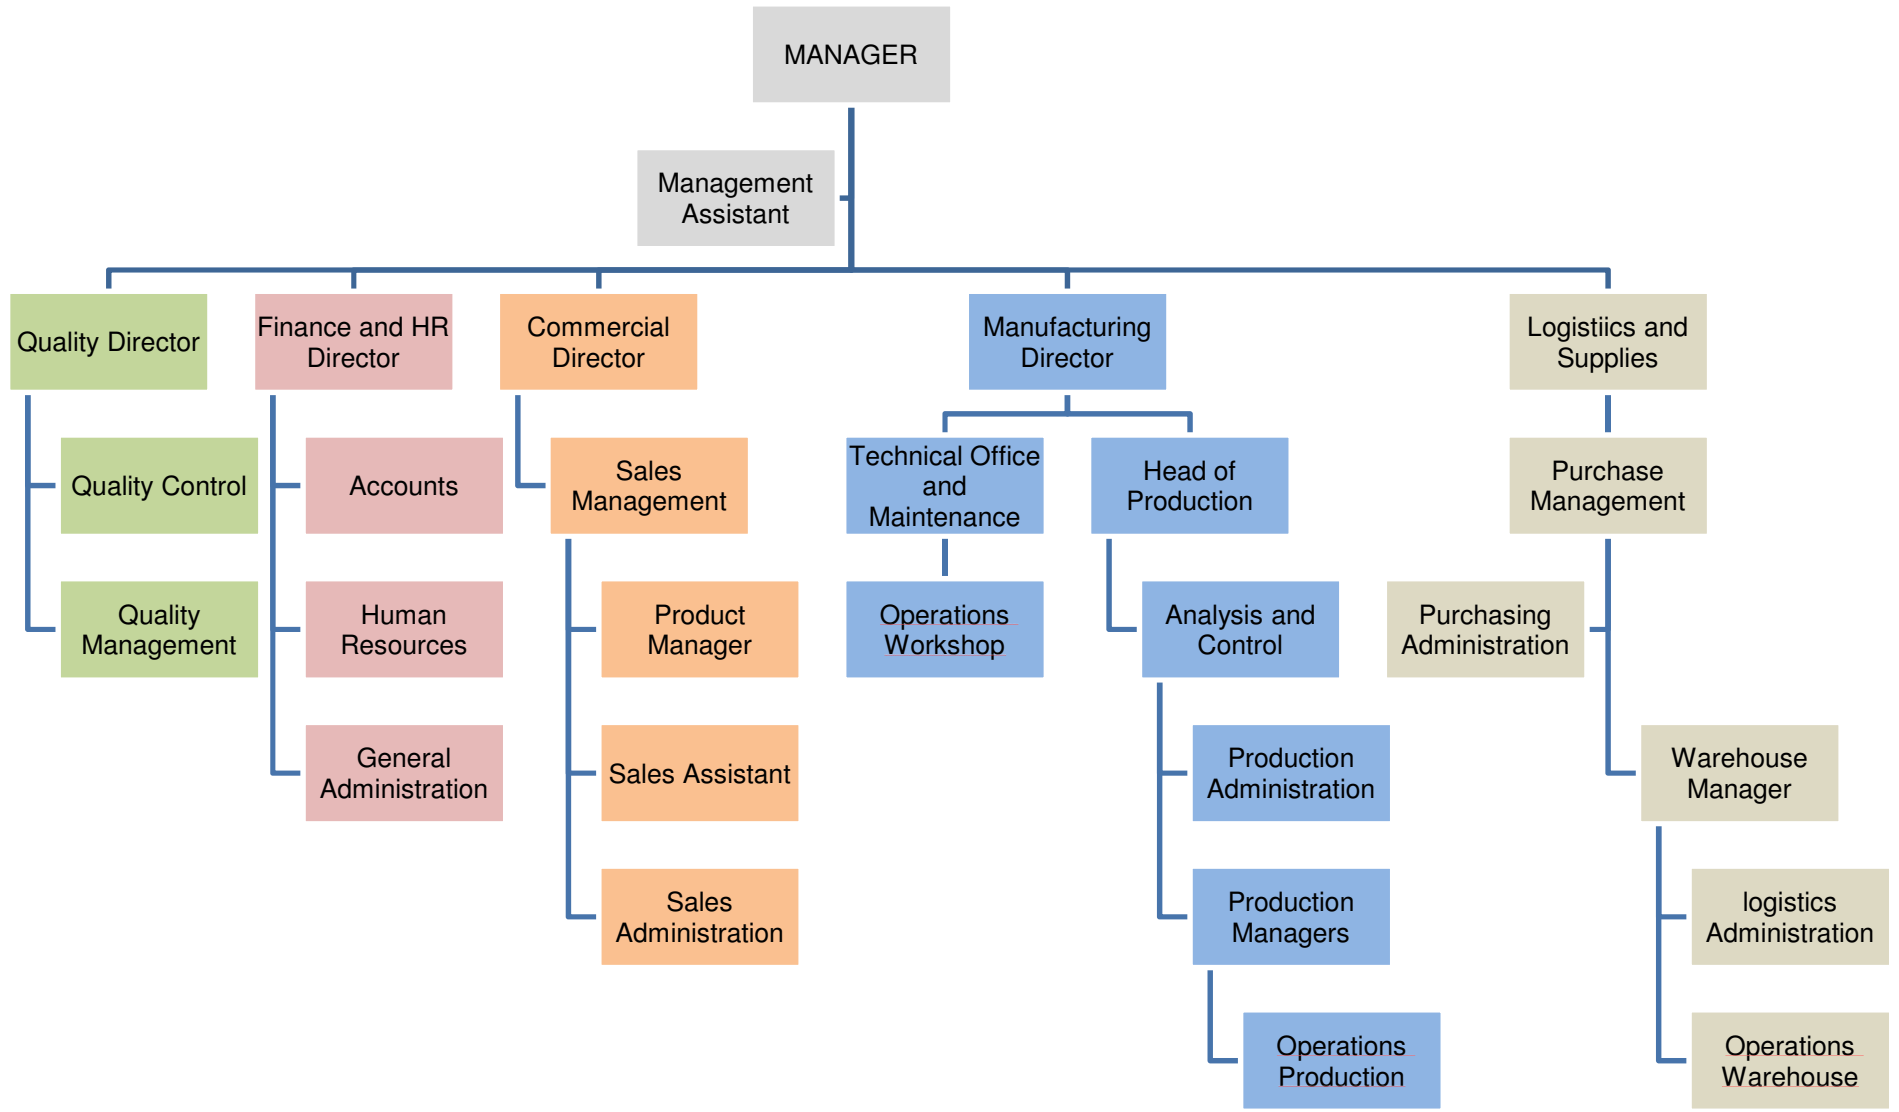 MANAGER
Management
Assistant
Quality Director
Finance and HR
Director
Commercial
Director
Manufacturing
Director
Logistiics and
Supplies
Quality Control
Accounts
Sales
Management
Technical Office
and
Maintenance
Head of
Production
Purchase
Management
Quality
Management
Human
Resources
Product
Manager
Operations
Workshop
Analysis and
Control
Purchasing
Administration
General
Administration
Sales Assistant
Production
Administration
Warehouse
Manager
Sales
Administration
Production
Managers
logistics
Administration
Operations
Production
Operations
Warehouse